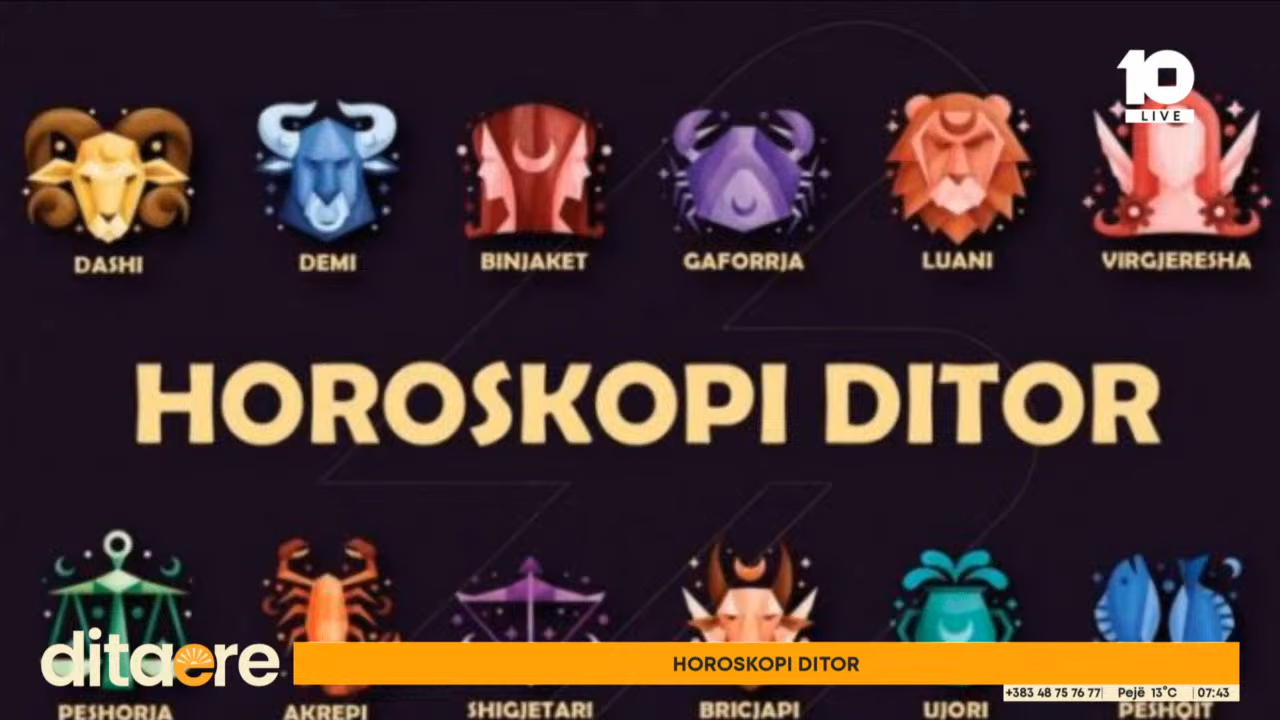 10
LIVE
DASHI
DEMI
BINJAKET
GAFORRJA
LUANI
VIRGJERESHA
HOROSKOPI DITOR
ditaere
HOROSKOPI DITOR
+383 48 75 76 77
Pejë 13°C
07:43
PESHORJA
AKREPI
SHIGJETARI
BRICJAPI
UJORI
PESHQIT